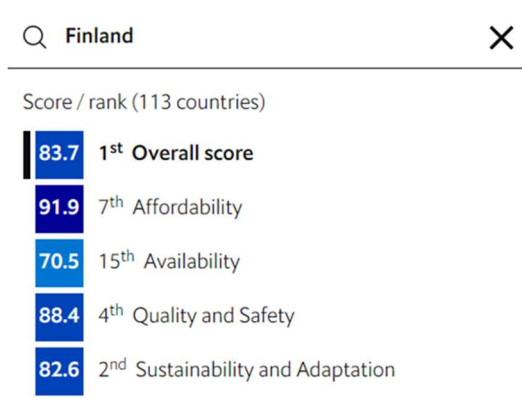 Finland
Score / rank (113 countries)
83.7 1st Overall score
91.9 7th Affordability
70.5 15th Availability
88.4 4th Quality and Safety
82.6 2nd Sustainability and Adaptation